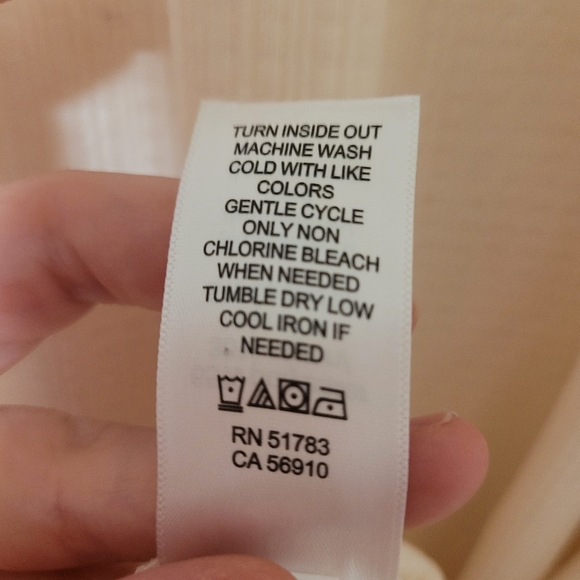 TURN INSIDE OUT
MACHINE WASH
COLD WITH LIKE
COLORS
GENTLE CYCLE
ONLY NON
CHLORINE BLEACH
WHEN NEEDED
TUMBLE DRY LOW
COOL IRON IF
NEEDED
RN 51783
CA 56910